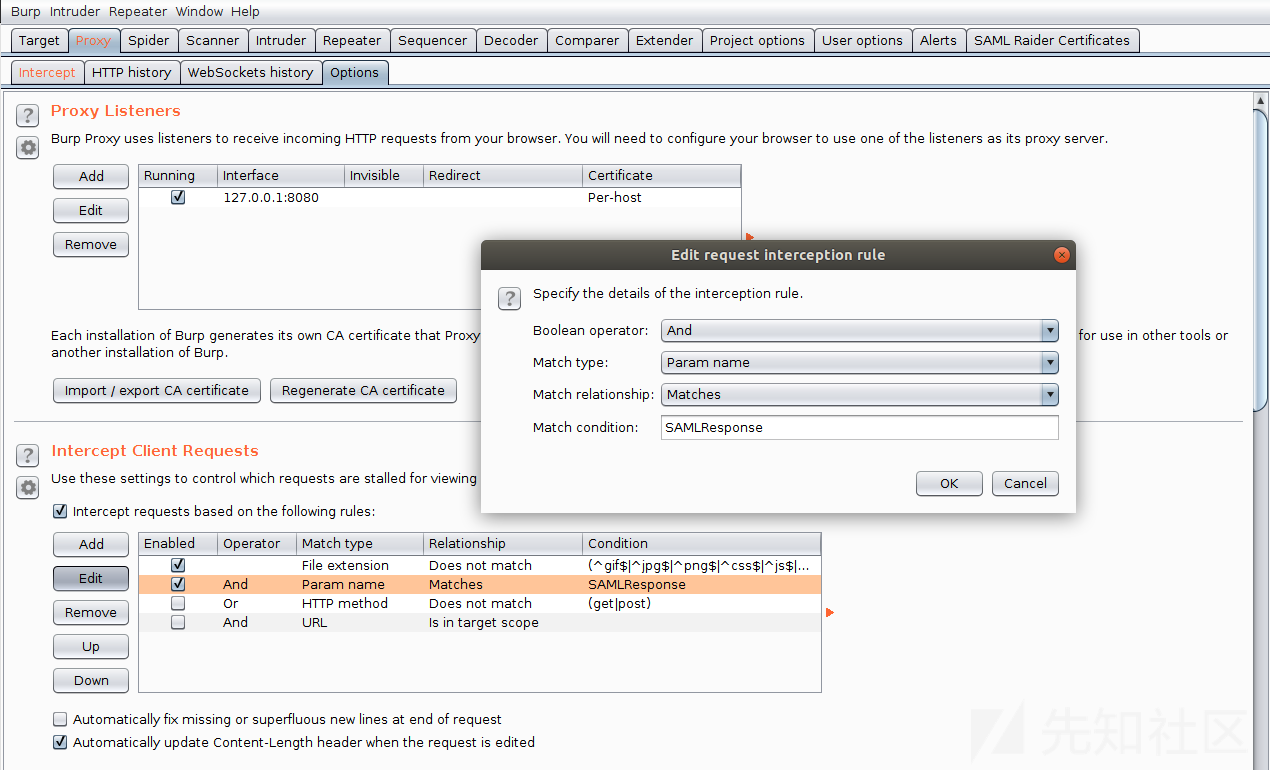 Burp Intruder Repeater Window Help
Target Proxy Spider Scanner Intruder Repeater Sequencer Decoder Comparer Extender Project options User options Alerts SAML Raider Certificates
Intercept HTTP history WebSockets history Options
? Proxy Listeners
Burp Proxy uses listeners to receive incoming HTTP requests from your browser. You will need to configure your browser to use one of the listeners as its proxy server.
Add Running Interface Invisible Redirect Certificate
127.0.0.1:8080 Per-host
Edit
Remove
Edit request interception rule
? Specify the details of the interception rule.
Boolean operator: And
Match type: Param name
Match relationship: Matches
Match condition: SAMLResponse
OK Cancel
Each installation of Burp generates its own CA certificate that Proxy for use in other tools or
another installation of Burp.
Import / export CA certificate Regenerate CA certificate
? Intercept Client Requests
Use these settings to control which requests are stalled for viewing
Intercept requests based on the following rules:
Add Enabled Operator Match type Relationship Condition
File extension Does not match (^gif$|^jpg$|^png$|^css$|^js$|...
Edit And Param name Matches SAMLResponse
Or HTTP method Does not match (get|post)
Remove And URL Is in target scope
Up
Down
Automatically fix missing or superfluous new lines at end of request
Automatically update Content-Length header when the request is edited
先知社区